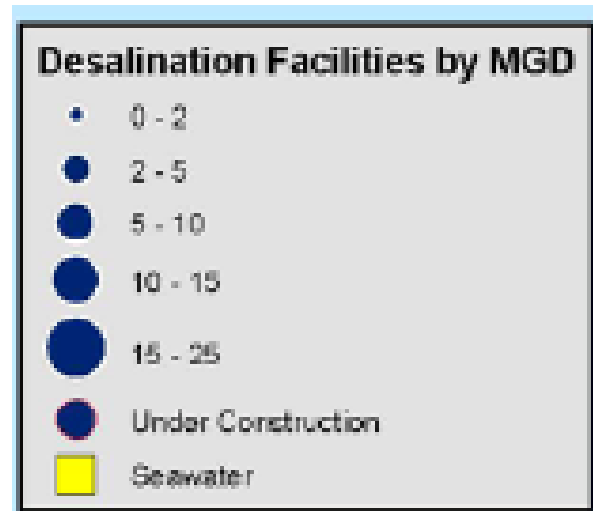 Desalination Facilities by MGD
0 - 2
2 - 5
5 - 10
10 - 15
15 - 25
Under Construction
Seawater